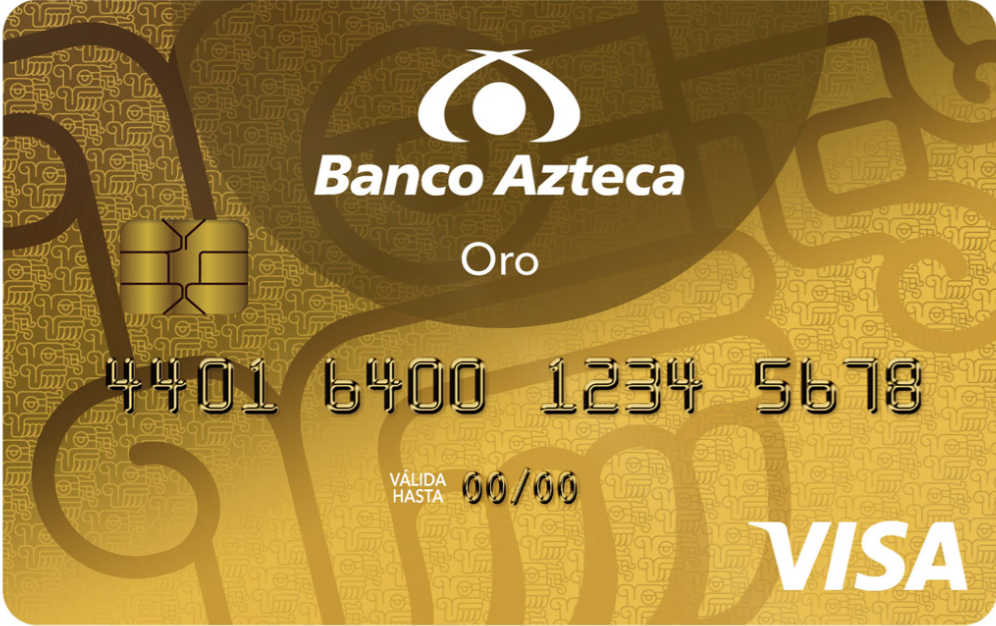 Banco Azteca
Oro
4401 6400 1234 5678
VÁLIDA
HASTA 00/00
VISA